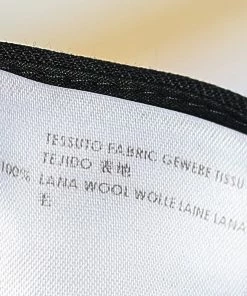 TESSUTO FABRIC GEWEBE TISSU
TEJIDO 表地
100% LANA WOOL WOLLE LAINE LANA
毛